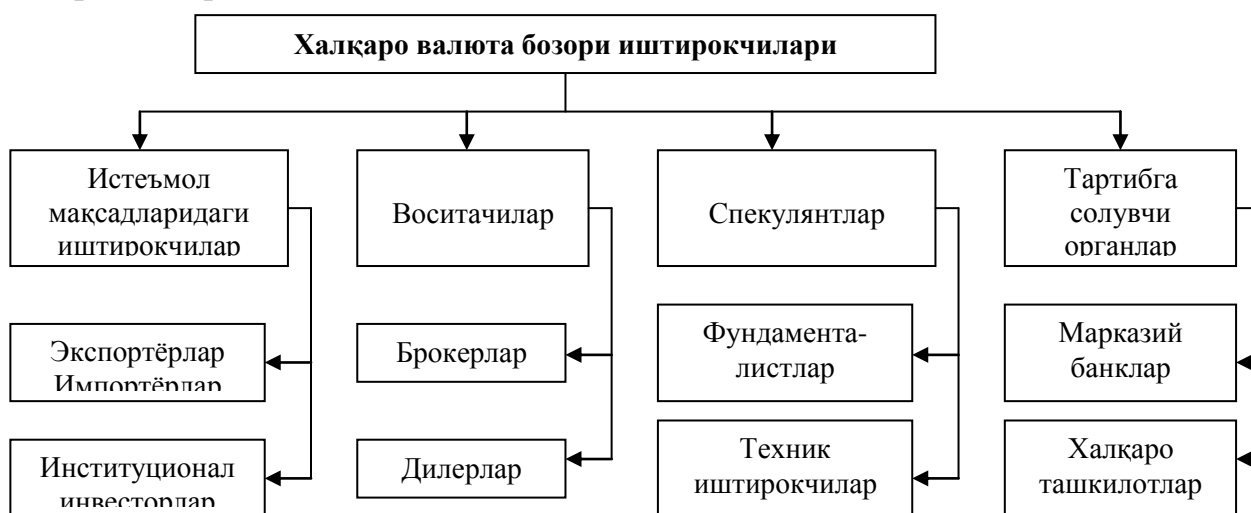 Халқаро валюта бозори иштирокчилари
Истеъмол
мақсадларидаги
иштирокчилар
Воситачилар
Спекулянтлар
Тартибга
солувчи
органлар
Экспортёрлар
Импортёрлар
Брокерлар
Фундамента-
листлар
Марказий
банклар
Институционал
инвесторлар
Дилерлар
Техник
иштирокчилар
Халқаро
ташкилотлар